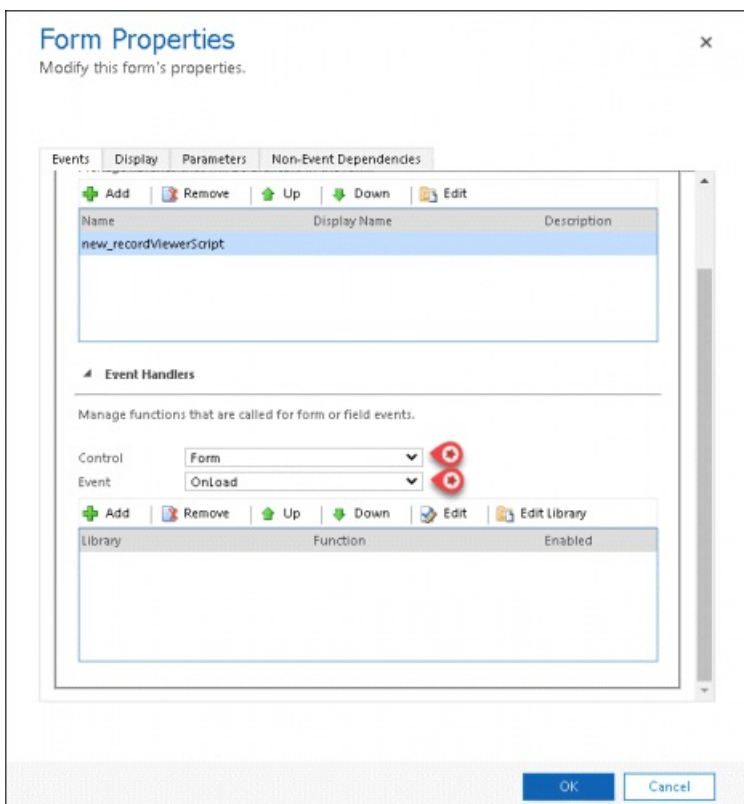 Form Properties
Modify this form's properties.
Events Display Parameters Non-Event Dependencies
Add Remove Up Down Edit
Name Display Name Description
new_recordViewerScript
Event Handlers
Manage functions that are called for form or field events.
Control Form
Event OnLoad
Add Remove Up Down Edit Edit Library
Library Function Enabled
OK Cancel